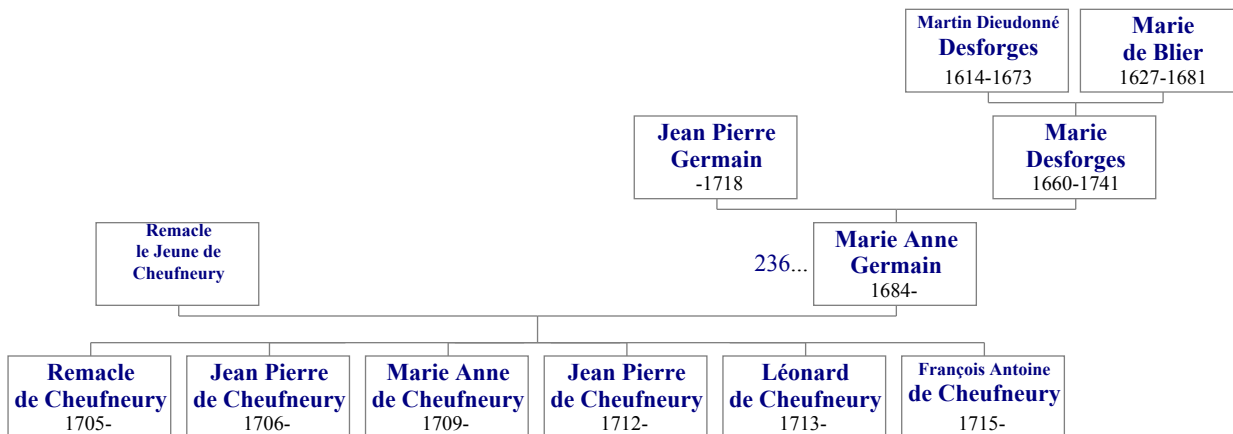 Martin Dieudonné
Desforges
1614-1673
Marie
de Blier
1627-1681
Jean Pierre
Germain
-1718
Marie
Desforges
1660-1741
Remacle
le Jeune de
Cheufneury
236...
Marie Anne
Germain
1684-
Remacle
de Cheufneury
1705-
Jean Pierre
de Cheufneury
1706-
Marie Anne
de Cheufneury
1709-
Jean Pierre
de Cheufneury
1712-
Léonard
de Cheufneury
1713-
François Antoine
de Cheufneury
1715-